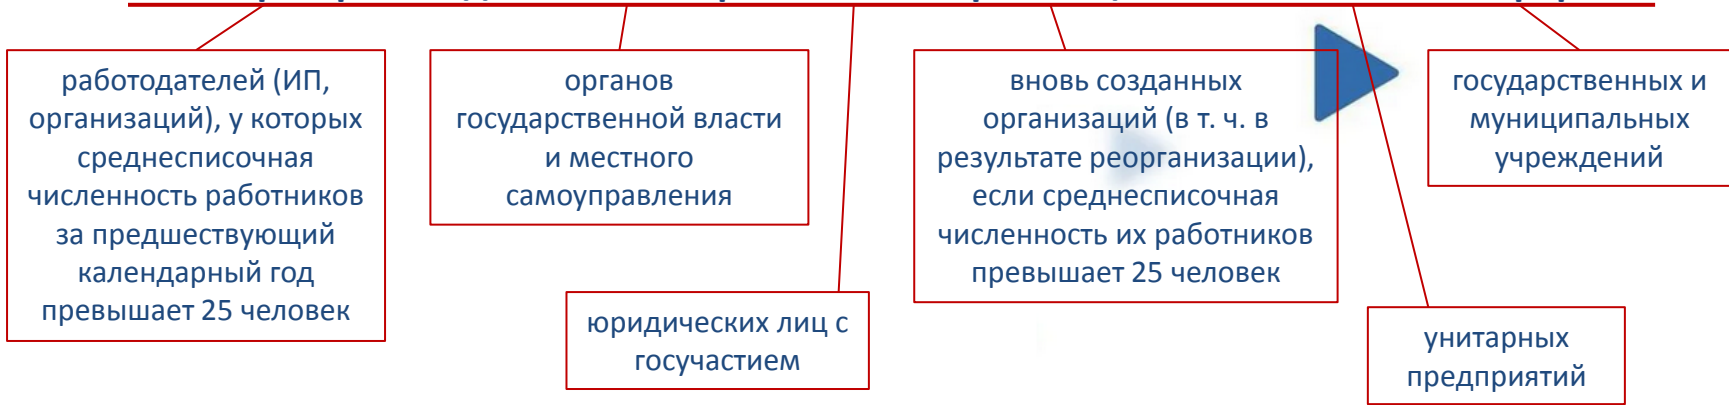 работодателей (ИП,
организаций), у которых
среднесписочная
численность работников
за предшествующий
календарный год
превышает 25 человек
органов
государственной власти
и местного
самоуправления
юридических лиц с
госучастием
вновь созданных
организаций (в т. ч. в
результате реорганизации),
если среднесписочная
численность их работников
превышает 25 человек
унитарных
предприятий
государственных и
муниципальных
учреждений